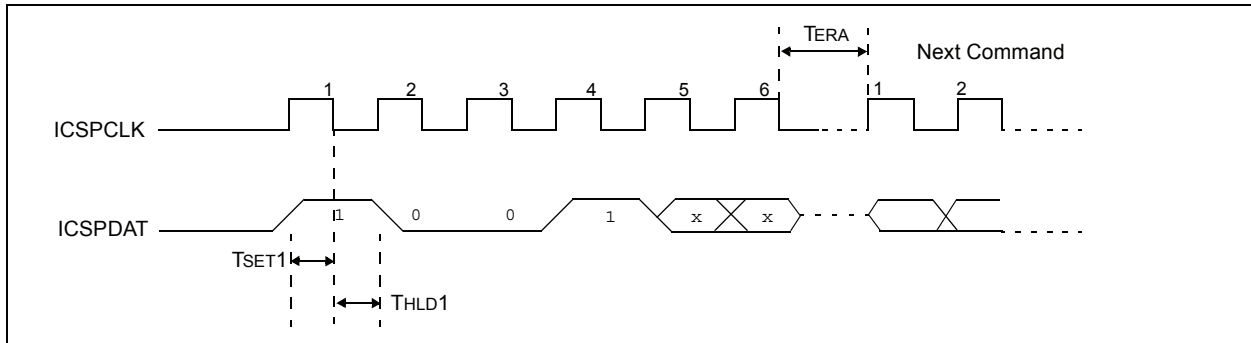 TERA
Next Command
1 2 3 4 5 6 1 2
ICSPCLK
1 0 0 1 x x
ICSPDAT
TSET1
THLD1